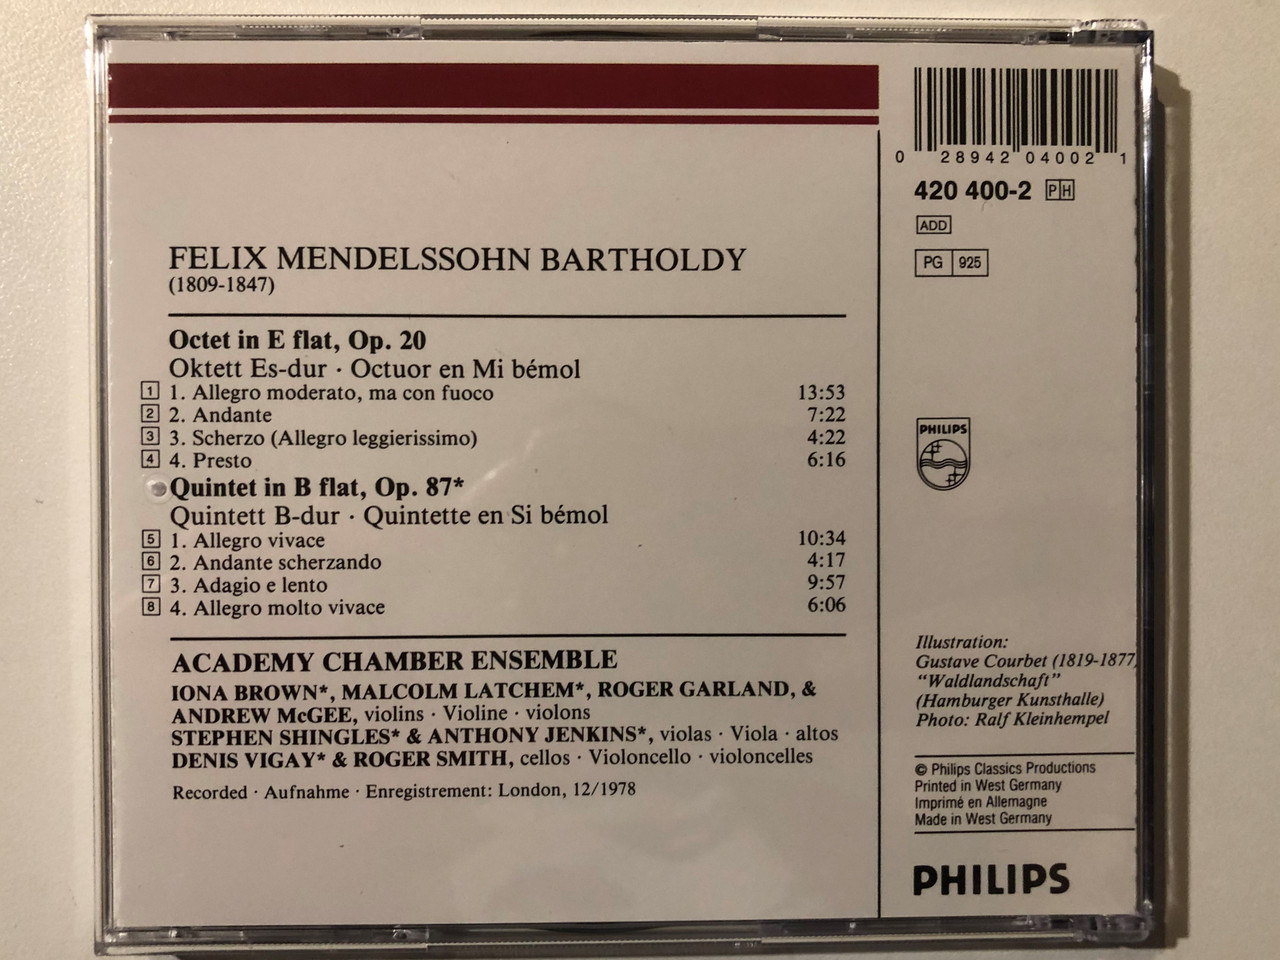 FELIX MENDELSSOHN BARTHOLDY
(1809-1847)
Octet in E flat, Op. 20
Oktett Es-dur · Octuor en Mi bémol
1 1. Allegro moderato, ma con fuoco 13:53
2 2. Andante 7:22
3 3. Scherzo (Allegro leggierissimo) 4:22
4 4. Presto 6:16
Quintet in B flat, Op. 87*
Quintett B-dur · Quintette en Si bémol
5 1. Allegro vivace 10:34
6 2. Andante scherzando 4:17
7 3. Adagio e lento 9:57
8 4. Allegro molto vivace 6:06
ACADEMY CHAMBER ENSEMBLE
IONA BROWN*, MALCOLM LATCHEM*, ROGER GARLAND, &
ANDREW McGEE, violins · Violine · violons
STEPHEN SHINGLES* & ANTHONY JENKINS*, violas · Viola · altos
DENIS VIGAY* & ROGER SMITH, cellos · Violoncello · violoncelles
Recorded · Aufnahme · Enregistrement: London, 12/1978
0 28942 04002 1
420 400-2 PH
ADD
PG 925
PHILIPS
Illustration:
Gustave Courbet (1819-1877)
“Waldlandschaft”
(Hamburger Kunsthalle)
Photo: Ralf Kleinhempel
© Philips Classics Productions
Printed in West Germany
Imprimé en Allemagne
Made in West Germany
PHILIPS